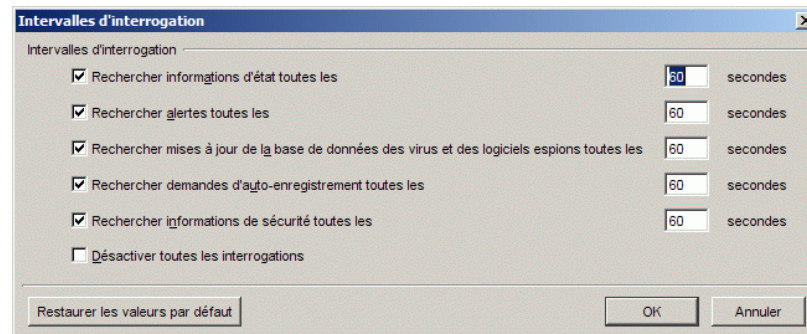 Intervalles d'interrogation
Intervalles d'interrogation
Rechercher informations d'état toutes les 60 secondes
Rechercher alertes toutes les 60 secondes
Rechercher mises à jour de la base de données des virus et des logiciels espions toutes les 60 secondes
Rechercher demandes d'auto-enregistrement toutes les 60 secondes
Rechercher informations de sécurité toutes les 60 secondes
Désactiver toutes les interrogations
Restaurer les valeurs par défaut OK Annuler